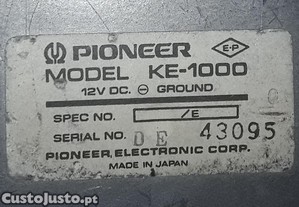 PIONEER E-P
MODEL KE-1000
12V DC. ⊖ GROUND
SPEC NO. /E
SERIAL NO. DE 43095
PIONEER ELECTRONIC CORP.
MADE IN JAPAN
CustoJusto.pt